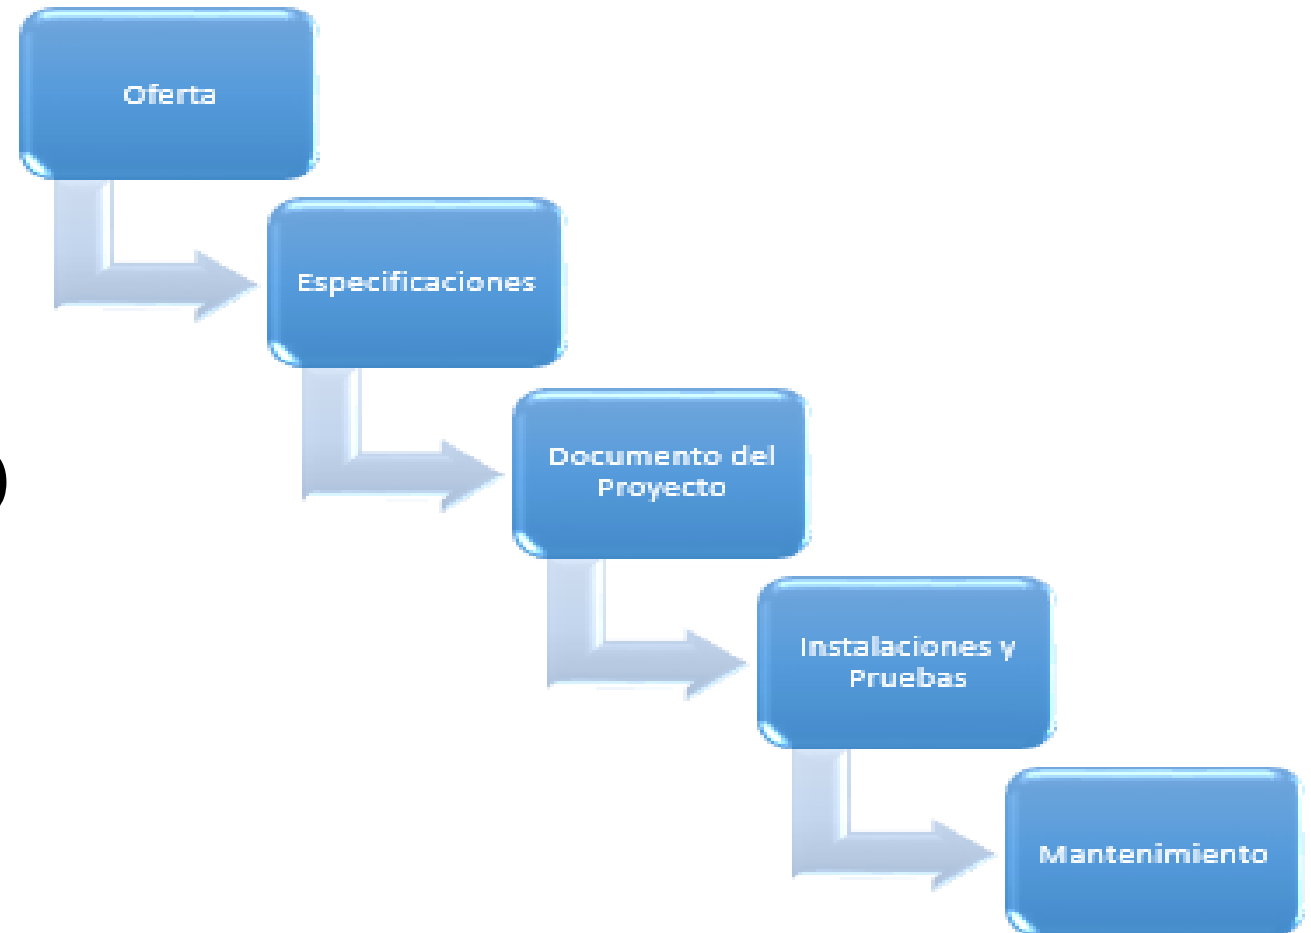 Oferta
Especificaciones
Documento del
Proyecto
Instalaciones y
Pruebas
Mantenimiento